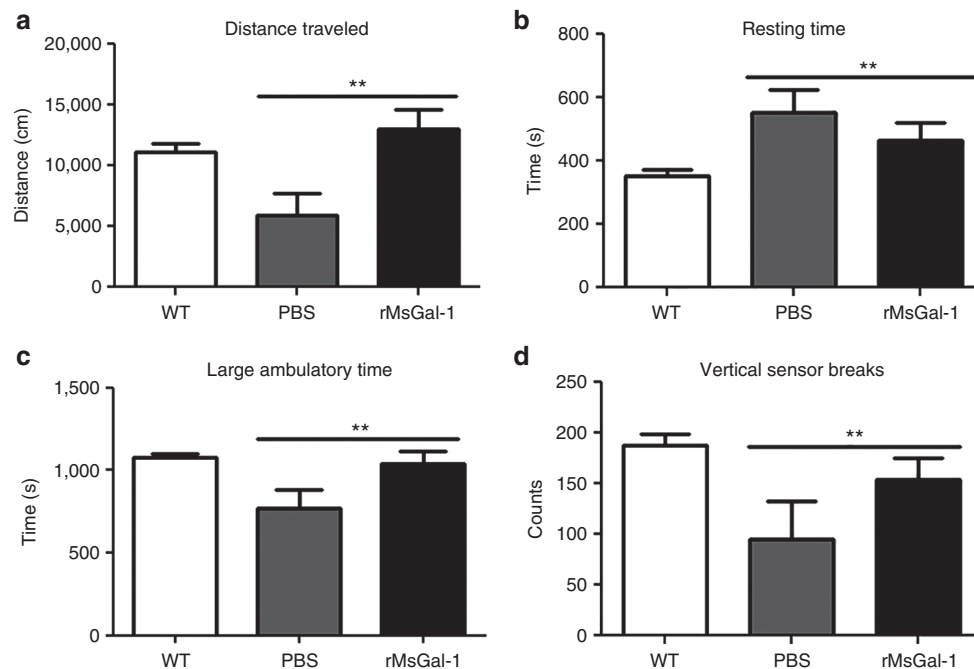 a
Distance traveled
Distance (cm)
20,000
15,000
10,000
5,000
0
**
WT PBS rMsGal-1
b
Resting time
Time (s)
800
600
400
200
0
**
WT PBS rMsGal-1
c
Large ambulatory time
Time (s)
1,500
1,000
500
0
**
WT PBS rMsGal-1
d
Vertical sensor breaks
Counts
250
200
150
100
50
0
**
WT PBS rMsGal-1